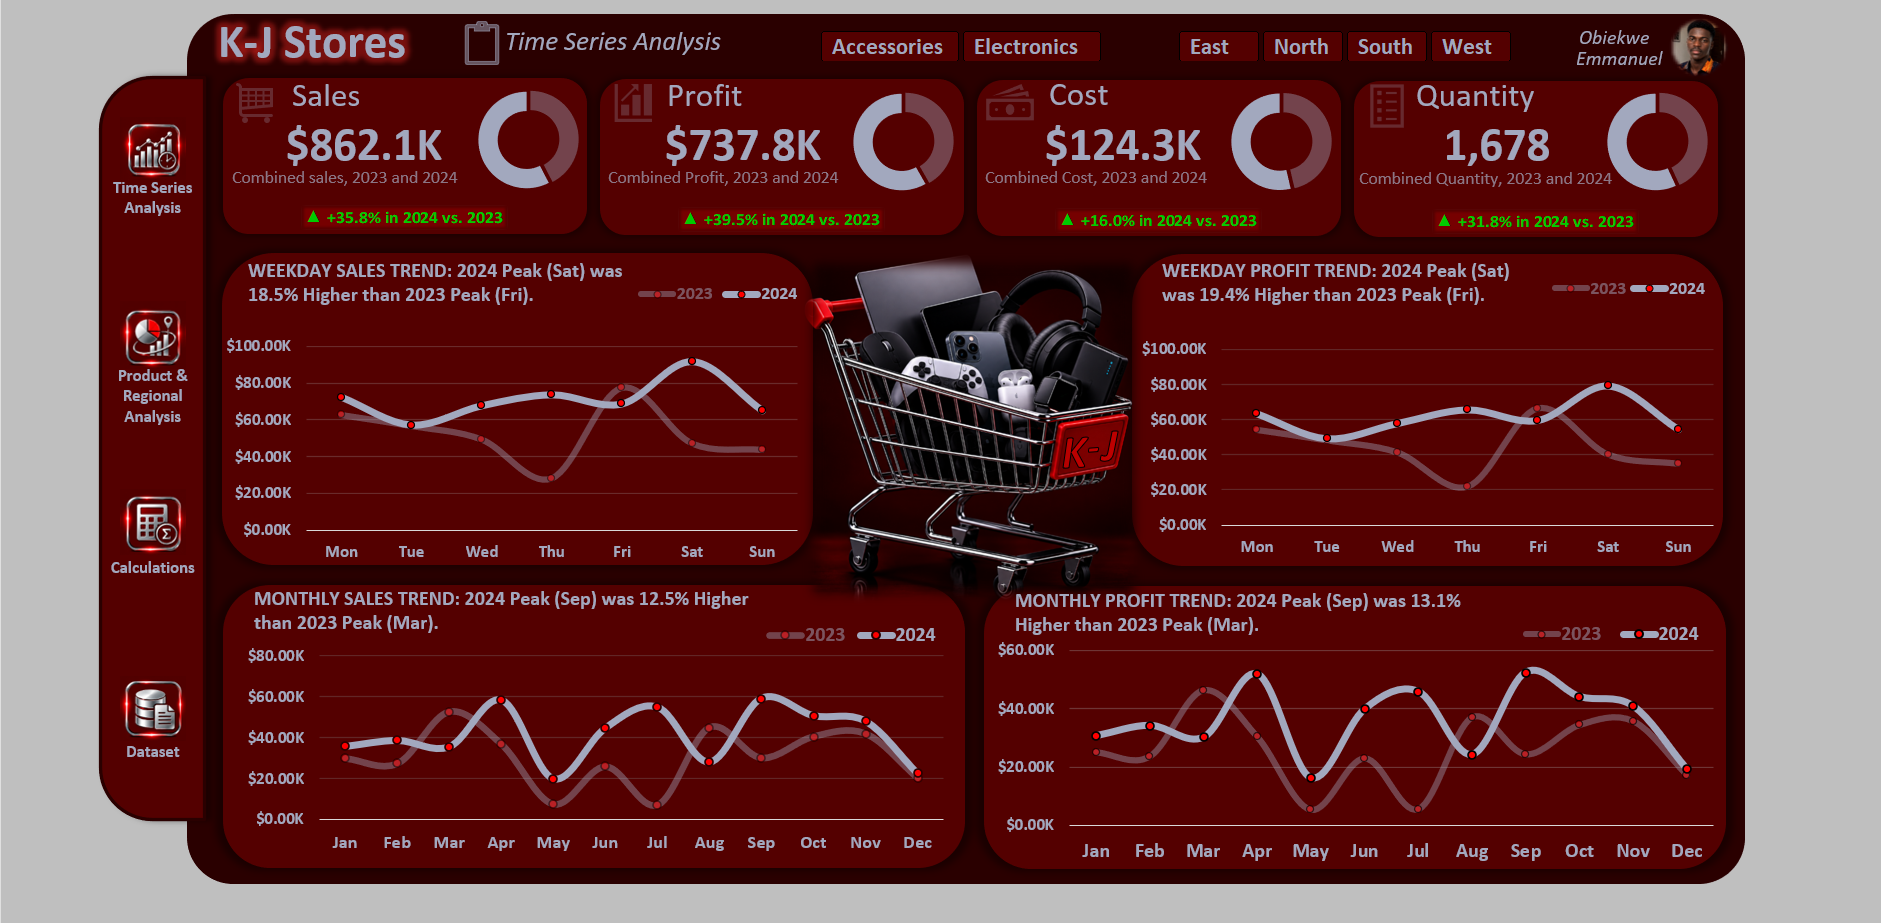 K-J Stores
Time Series Analysis
Accessories
Electronics
East
North
South
West
Obiekwe
Emmanuel
Time Series
Analysis
Product &
Regional
Analysis
Calculations
Dataset
Sales
$862.1K
Combined sales, 2023 and 2024
▲ +35.8% in 2024 vs. 2023
Profit
$737.8K
Combined Profit, 2023 and 2024
▲ +39.5% in 2024 vs. 2023
Cost
$124.3K
Combined Cost, 2023 and 2024
▲ +16.0% in 2024 vs. 2023
Quantity
1,678
Combined Quantity, 2023 and 2024
▲ +31.8% in 2024 vs. 2023
WEEKDAY SALES TREND: 2024 Peak (Sat) was
18.5% Higher than 2023 Peak (Fri).
2023 2024
$100.00K
$80.00K
$60.00K
$40.00K
$20.00K
$0.00K
Mon Tue Wed Thu Fri Sat Sun
K-J
WEEKDAY PROFIT TREND: 2024 Peak (Sat)
was 19.4% Higher than 2023 Peak (Fri).
2023 2024
$100.00K
$80.00K
$60.00K
$40.00K
$20.00K
$0.00K
Mon Tue Wed Thu Fri Sat Sun
MONTHLY SALES TREND: 2024 Peak (Sep) was 12.5% Higher
than 2023 Peak (Mar).
2023 2024
$80.00K
$60.00K
$40.00K
$20.00K
$0.00K
Jan Feb Mar Apr May Jun Jul Aug Sep Oct Nov Dec
MONTHLY PROFIT TREND: 2024 Peak (Sep) was 13.1%
Higher than 2023 Peak (Mar).
2023 2024
$60.00K
$40.00K
$20.00K
$0.00K
Jan Feb Mar Apr May Jun Jul Aug Sep Oct Nov Dec